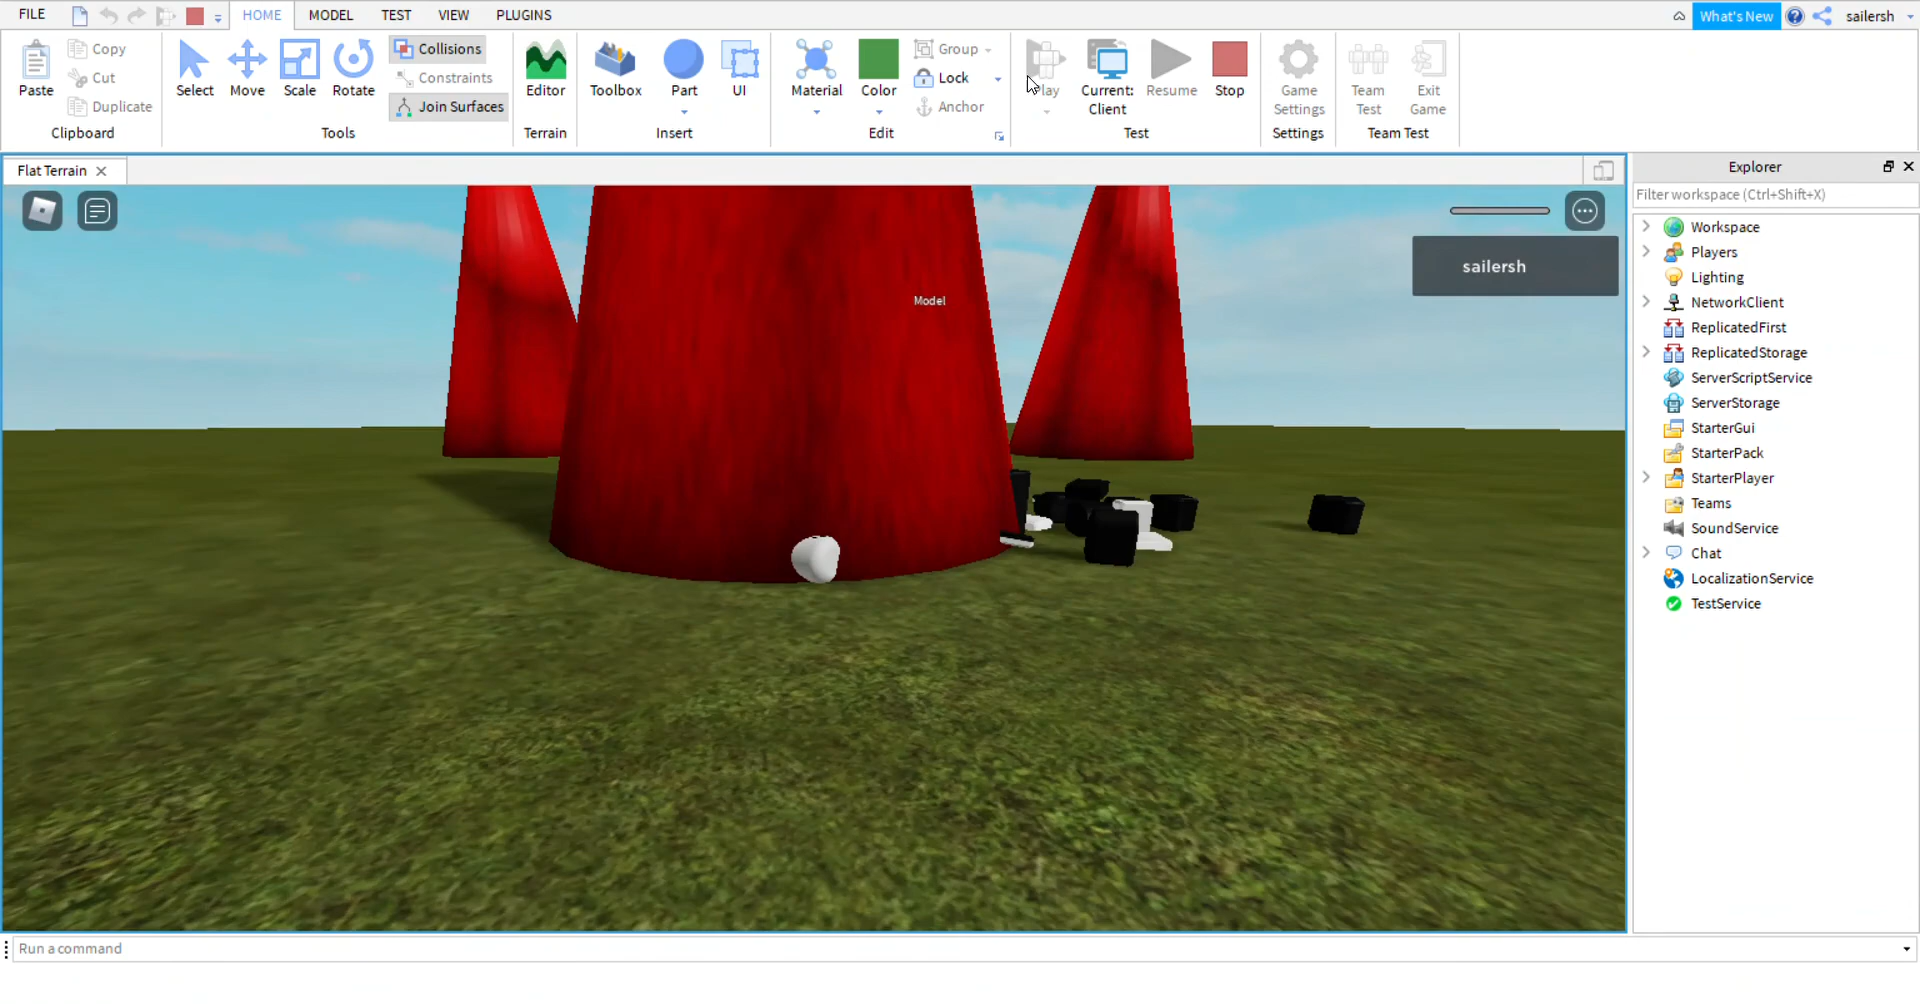 FILE HOME MODEL TEST VIEW PLUGINS What's New sailersh
Paste
Copy
Cut
Duplicate
Clipboard
Select Move Scale Rotate
Collisions
Constraints
Join Surfaces
Tools
Editor
Terrain
Toolbox Part UI
Insert
Material Color
Group
Lock
Anchor
Edit
Play
Current:
Client
Resume Stop
Test
Game
Settings
Settings
Team
Test
Exit
Game
Team Test
Flat Terrain
Model
sailersh
Explorer
Filter workspace (Ctrl+Shift+X)
Workspace
Players
Lighting
NetworkClient
ReplicatedFirst
ReplicatedStorage
ServerScriptService
ServerStorage
StarterGui
StarterPack
StarterPlayer
Teams
SoundService
Chat
LocalizationService
TestService
Run a command